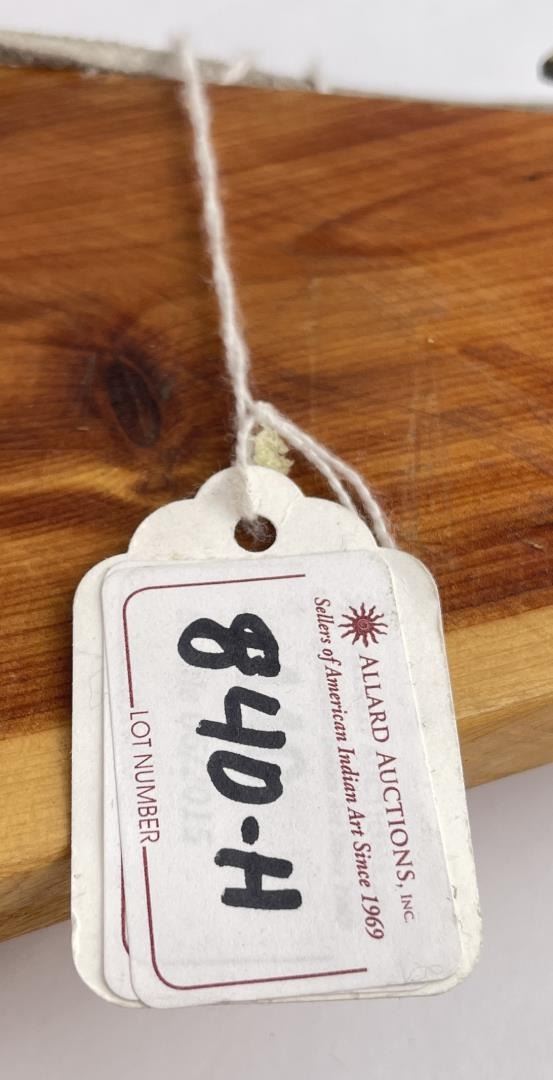 ALLARD AUCTIONS, INC.
Sellers of American Indian Art Since 1969
840-H
LOT NUMBER